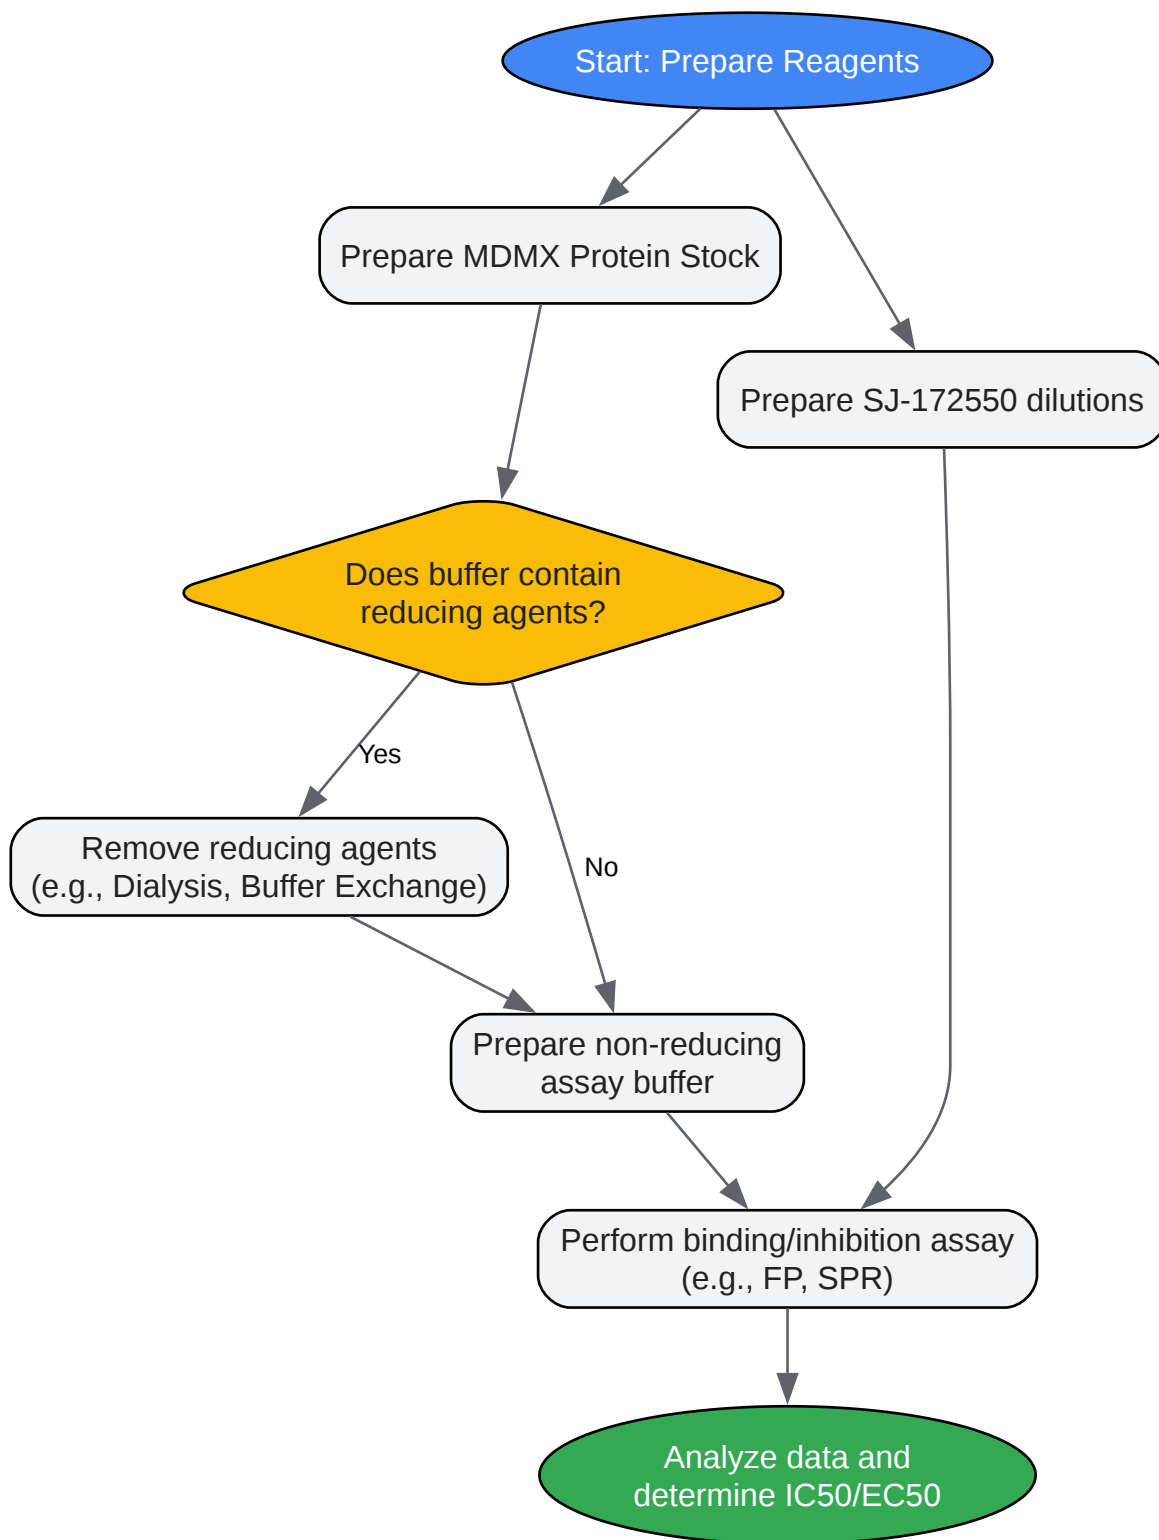 Start: Prepare Reagents
Prepare MDMX Protein Stock
Prepare SJ-172550 dilutions
Does buffer contain
reducing agents?
Yes
Remove reducing agents
(e.g., Dialysis, Buffer Exchange)
No
Prepare non-reducing
assay buffer
Perform binding/inhibition assay
(e.g., FP, SPR)
Analyze data and
determine IC50/EC50